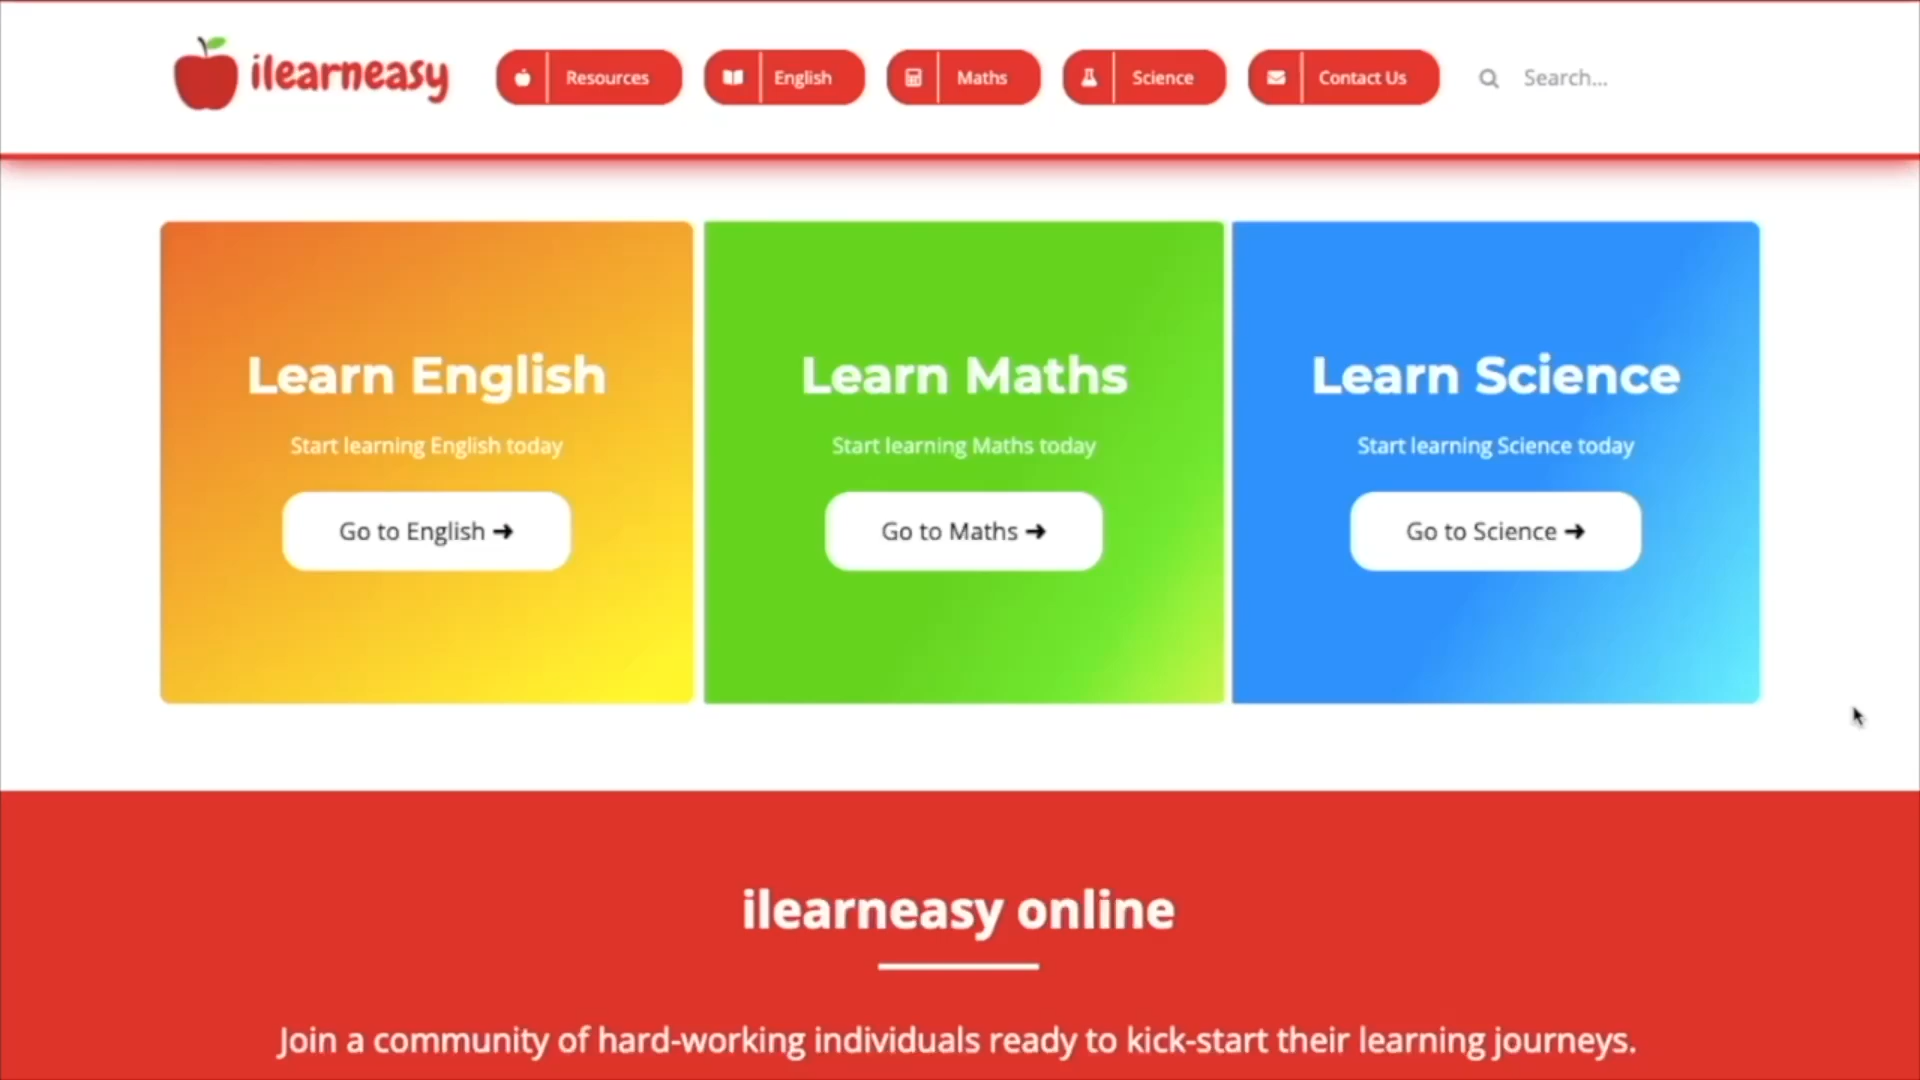 ilearneasy
Resources
English
Maths
Science
Contact Us
Search...
Learn English
Start learning English today
Go to English ➜
Learn Maths
Start learning Maths today
Go to Maths ➜
Learn Science
Start learning Science today
Go to Science ➜
ilearneasy online
Join a community of hard-working individuals ready to kick-start their learning journeys.